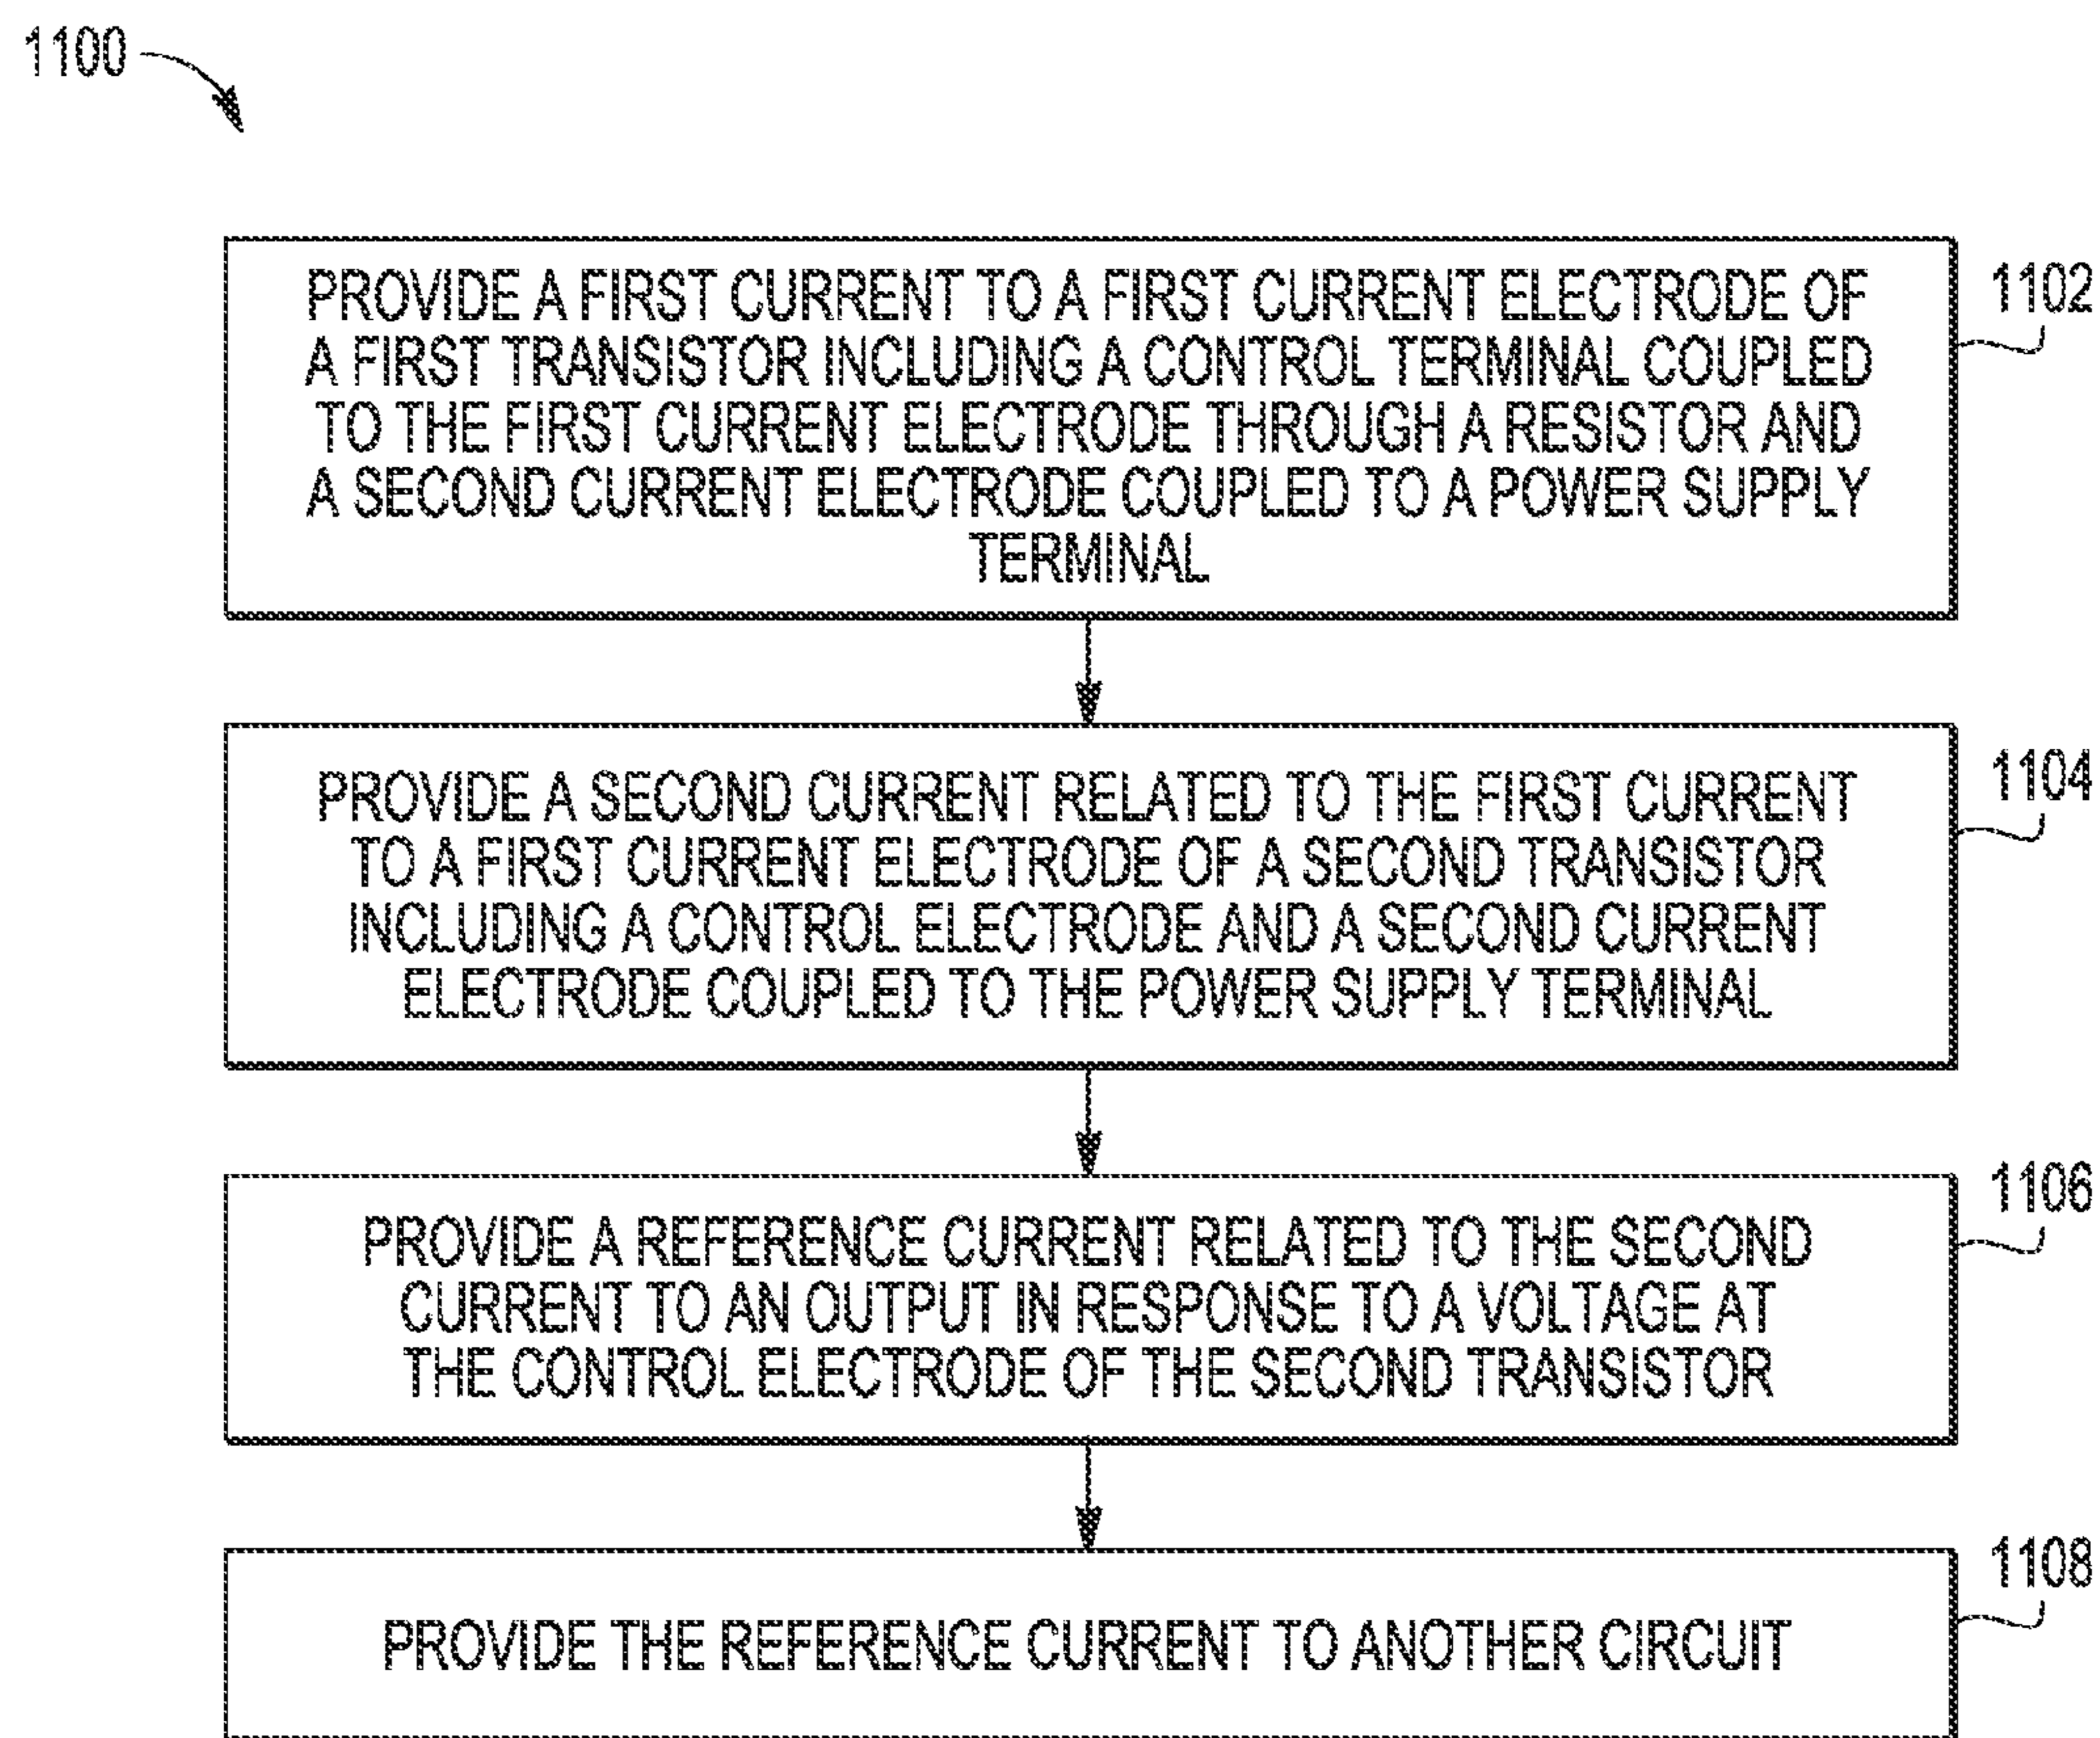 1100
PROVIDE A FIRST CURRENT TO A FIRST CURRENT ELECTRODE OF
A FIRST TRANSISTOR INCLUDING A CONTROL TERMINAL COUPLED
TO THE FIRST CURRENT ELECTRODE THROUGH A RESISTOR AND
A SECOND CURRENT ELECTRODE COUPLED TO A POWER SUPPLY
TERMINAL
1102
PROVIDE A SECOND CURRENT RELATED TO THE FIRST CURRENT
TO A FIRST CURRENT ELECTRODE OF A SECOND TRANSISTOR
INCLUDING A CONTROL ELECTRODE AND A SECOND CURRENT
ELECTRODE COUPLED TO THE POWER SUPPLY TERMINAL
1104
PROVIDE A REFERENCE CURRENT RELATED TO THE SECOND
CURRENT TO AN OUTPUT IN RESPONSE TO A VOLTAGE AT
THE CONTROL ELECTRODE OF THE SECOND TRANSISTOR
1106
PROVIDE THE REFERENCE CURRENT TO ANOTHER CIRCUIT
1108